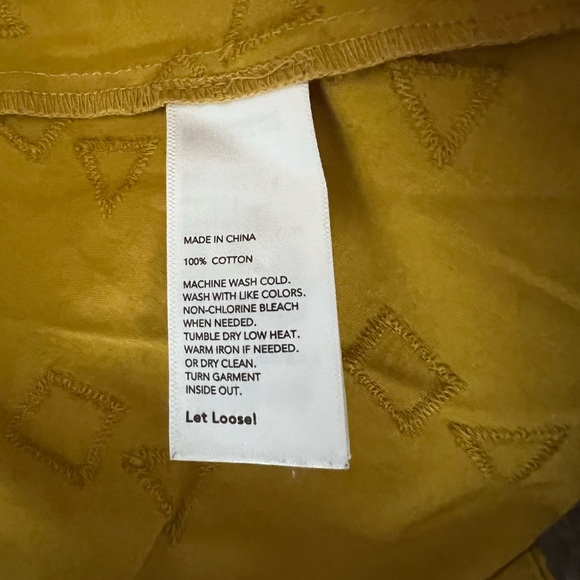 MADE IN CHINA
100% COTTON
MACHINE WASH COLD.
WASH WITH LIKE COLORS.
NON-CHLORINE BLEACH
WHEN NEEDED.
TUMBLE DRY LOW HEAT.
WARM IRON IF NEEDED.
OR DRY CLEAN.
TURN GARMENT
INSIDE OUT.
Let Loose!